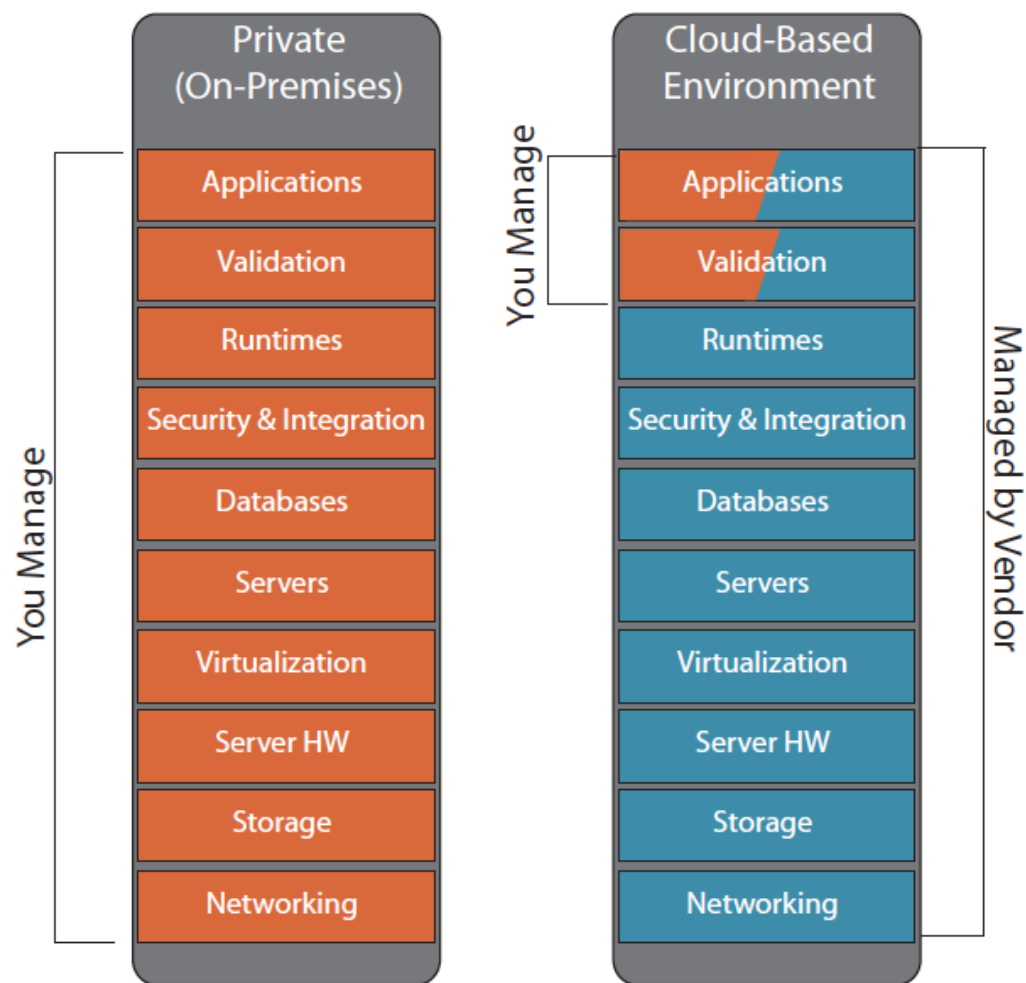 Private
(On-Premises)
You Manage
Applications
Validation
Runtimes
Security & Integration
Databases
Servers
Virtualization
Server HW
Storage
Networking
Cloud-Based
Environment
You Manage
Applications
Validation
Runtimes
Security & Integration
Databases
Servers
Virtualization
Server HW
Storage
Networking
Managed by Vendor